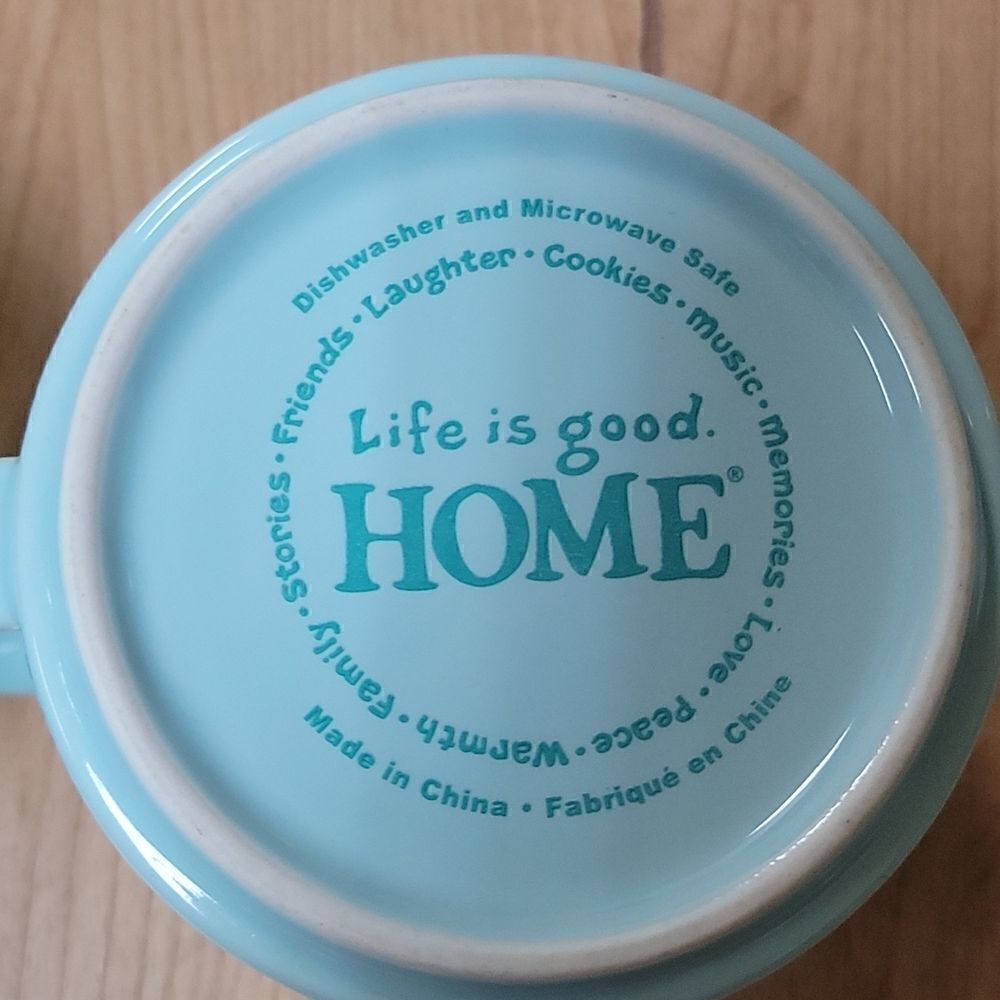 Dishwasher and Microwave Safe
Laughter • Cookies • Music • Memories • Love • Peace • Warmth • Family • Stories • Friends •
Life is good.
HOME®
Made in China • Fabriqué en Chine